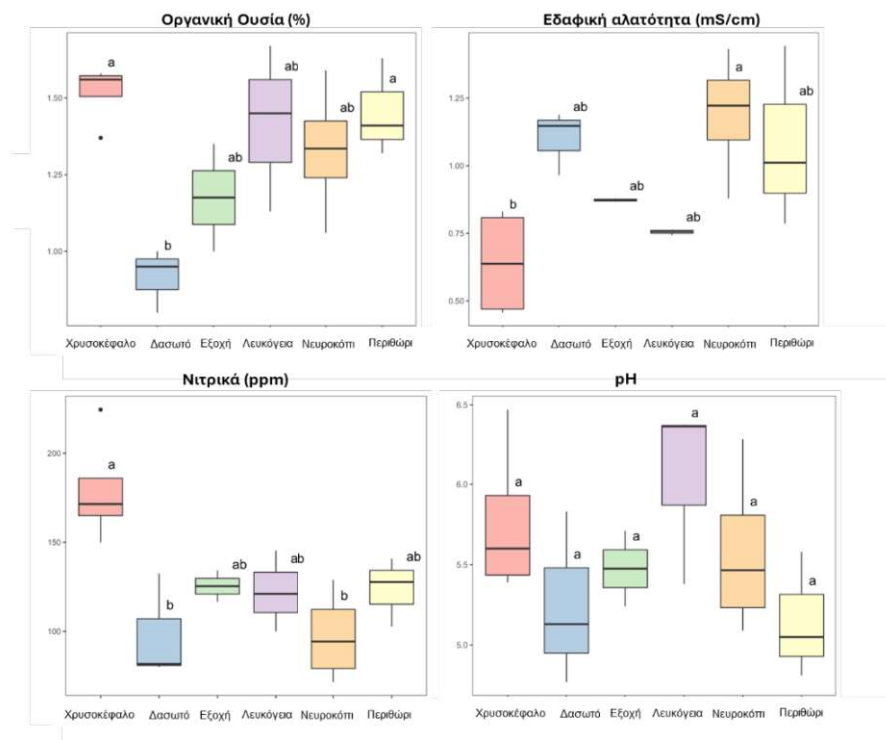 Οργανική Ουσία (%)
a
ab
ab
ab
a
b
1.50
1.25
1.00
Χρυσοκέφαλο Δασωτό Εξοχή Λευκόγεια Νευροκόπι Περιθώρι
Εδαφική αλατότητα (mS/cm)
a
ab
ab
ab
ab
b
1.25
1.00
0.75
0.50
Χρυσοκέφαλο Δασωτό Εξοχή Λευκόγεια Νευροκόπι Περιθώρι
Νιτρικά (ppm)
a
ab
ab
ab
b
b
200
150
100
Χρυσοκέφαλο Δασωτό Εξοχή Λευκόγεια Νευροκόπι Περιθώρι
pH
a
a
a
a
a
a
6.5
6.0
5.5
5.0
Χρυσοκέφαλο Δασωτό Εξοχή Λευκόγεια Νευροκόπι Περιθώρι